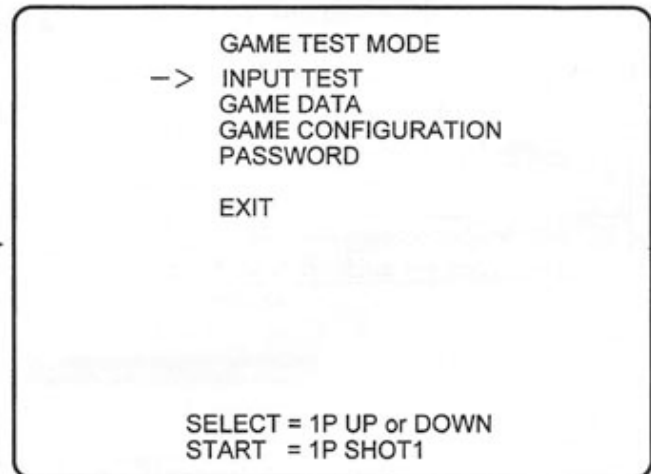 GAME TEST MODE
—> INPUT TEST
GAME DATA
GAME CONFIGURATION
PASSWORD
EXIT
SELECT = 1P UP or DOWN
START = 1P SHOT1